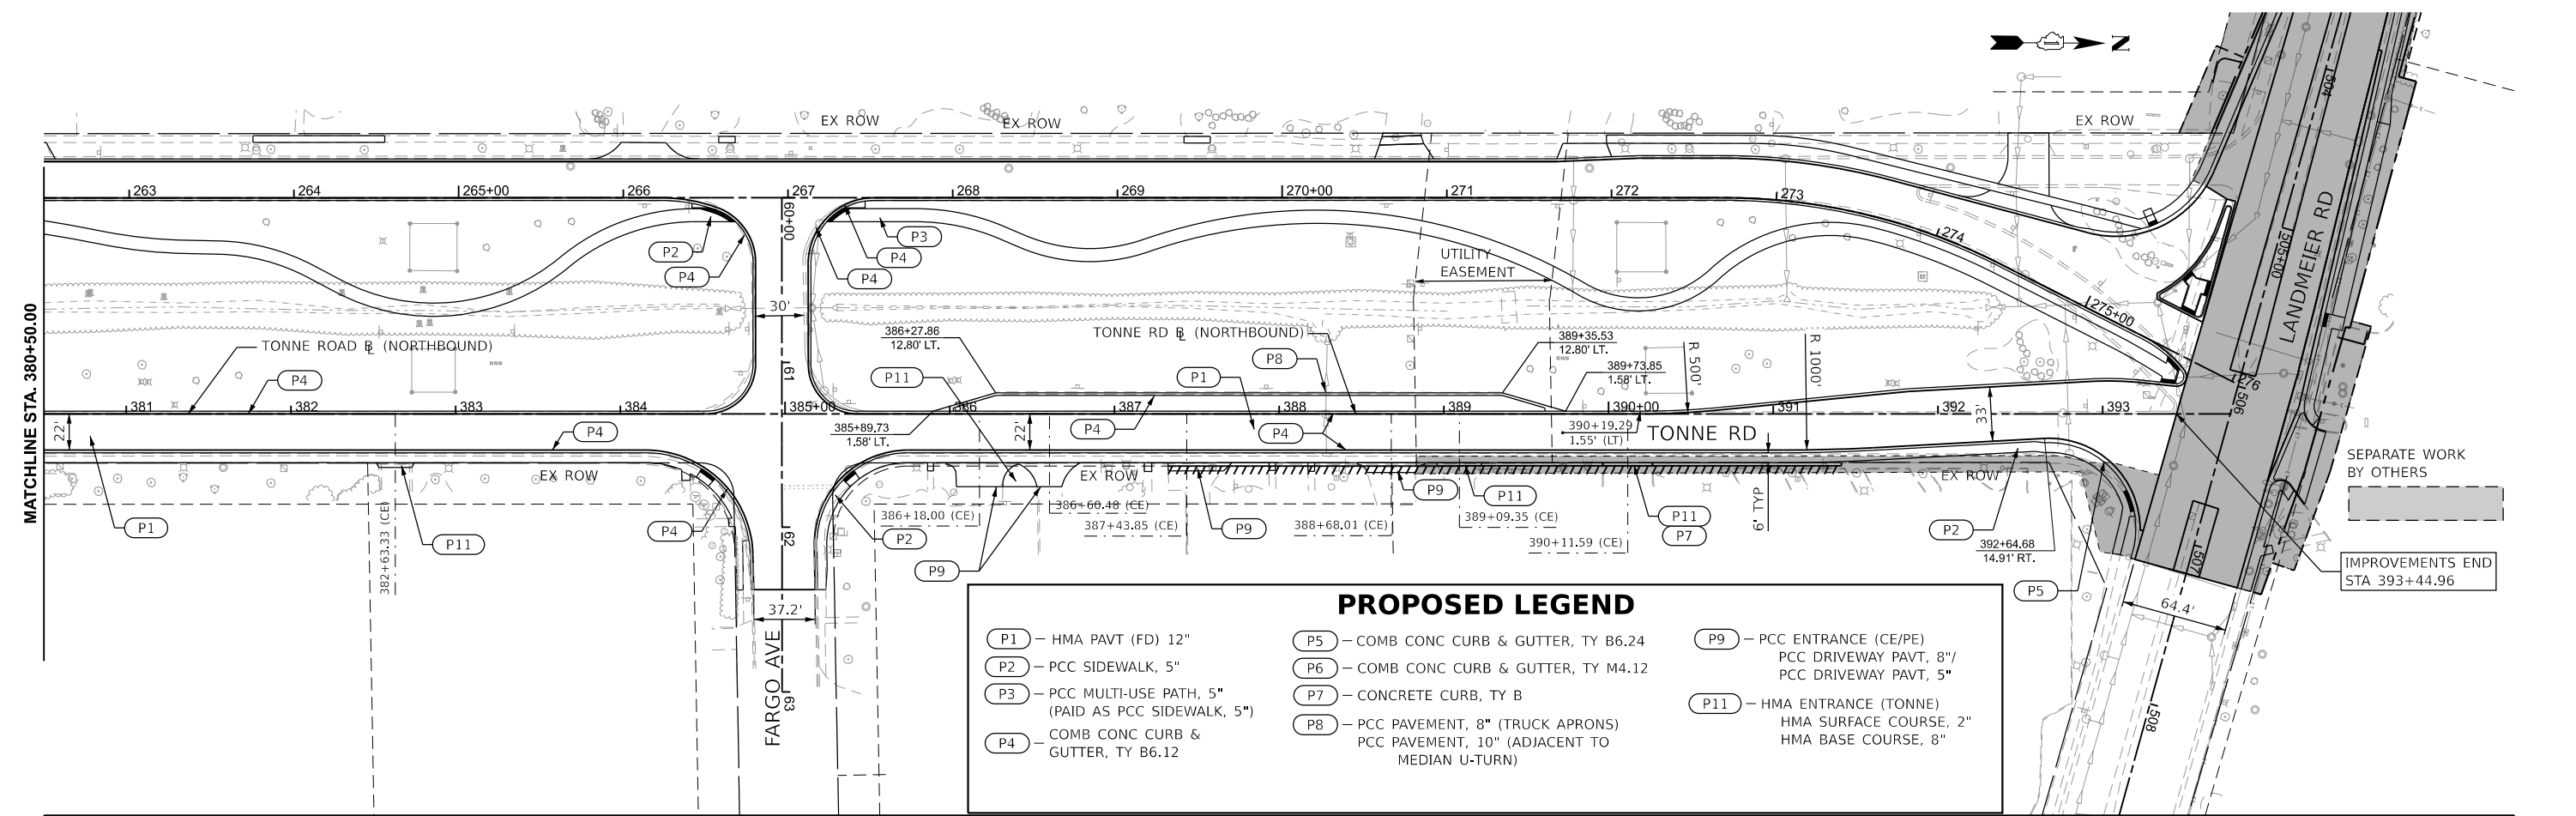 N
EX ROW
EX ROW
EX ROW
1504
263
264
265+00
266
267
268
269
270+00
271
272
273
274
275+00
276
60+00
P3
P2
P4
P4
P4
UTILITY
EASEMENT
505+00
LANDMEIER RD
30'
386+27.86
12.80' LT.
TONNE RD BL (NORTHBOUND)
389+35.53
12.80' LT.
TONNE ROAD BL (NORTHBOUND)
P8
R 500'
R 1000'
389+73.85
1.58' LT.
P4
P11
P1
61
MATCHLINE STA. 380+50.00
381
382
383
384
385+00
386
387
388
389
390+00
391
392
393
506
22'
P4
385+89.73
1.58' LT.
22'
P4
P4
390+19.29
1.55' (LT)
TONNE RD
33'
SEPARATE WORK
BY OTHERS
EX ROW
EX ROW
EX ROW
P9
P11
382+63.33 (CE)
386+18.00 (CE)
386+60.48 (CE)
387+43.85 (CE)
P9
388+68.01 (CE)
389+09.35 (CE)
390+11.59 (CE)
P11
P7
6' TYP
P1
P11
P4
P2
62
P9
P2
392+64.68
14.91' RT.
1507
IMPROVEMENTS END
STA 393+44.96
P5
37.2'
64.4'
FARGO AVE
63
1508
PROPOSED LEGEND
P1 – HMA PAVT (FD) 12"
P2 – PCC SIDEWALK, 5"
P3 – PCC MULTI-USE PATH, 5"
(PAID AS PCC SIDEWALK, 5")
P4 – COMB CONC CURB &
GUTTER, TY B6.12
P5 – COMB CONC CURB & GUTTER, TY B6.24
P6 – COMB CONC CURB & GUTTER, TY M4.12
P7 – CONCRETE CURB, TY B
P8 – PCC PAVEMENT, 8" (TRUCK APRONS)
PCC PAVEMENT, 10" (ADJACENT TO
MEDIAN U-TURN)
P9 – PCC ENTRANCE (CE/PE)
PCC DRIVEWAY PAVT, 8"/
PCC DRIVEWAY PAVT, 5"
P11 – HMA ENTRANCE (TONNE)
HMA SURFACE COURSE, 2"
HMA BASE COURSE, 8"